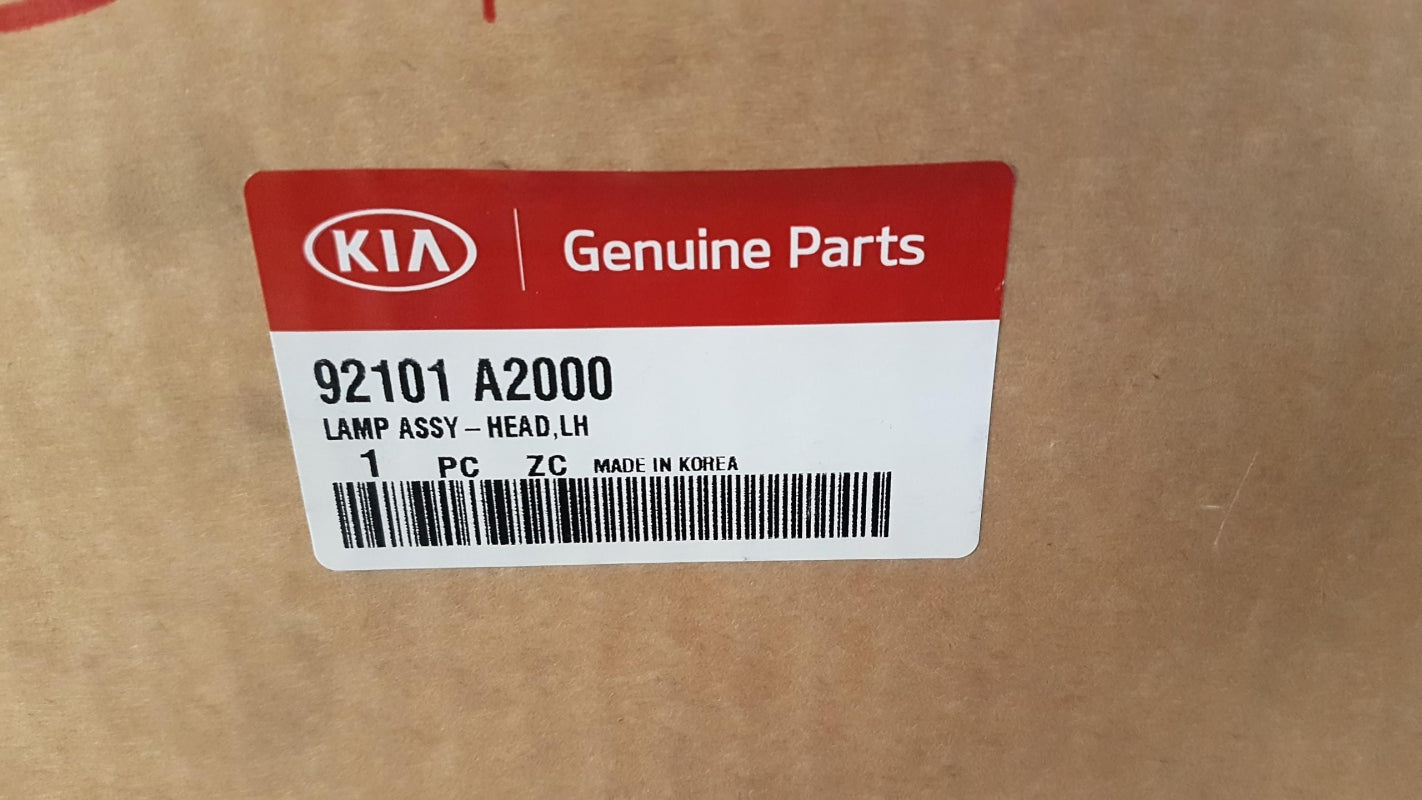 KIA Genuine Parts
92101 A2000
LAMP ASSY-HEAD,LH
1 PC ZC MADE IN KOREA